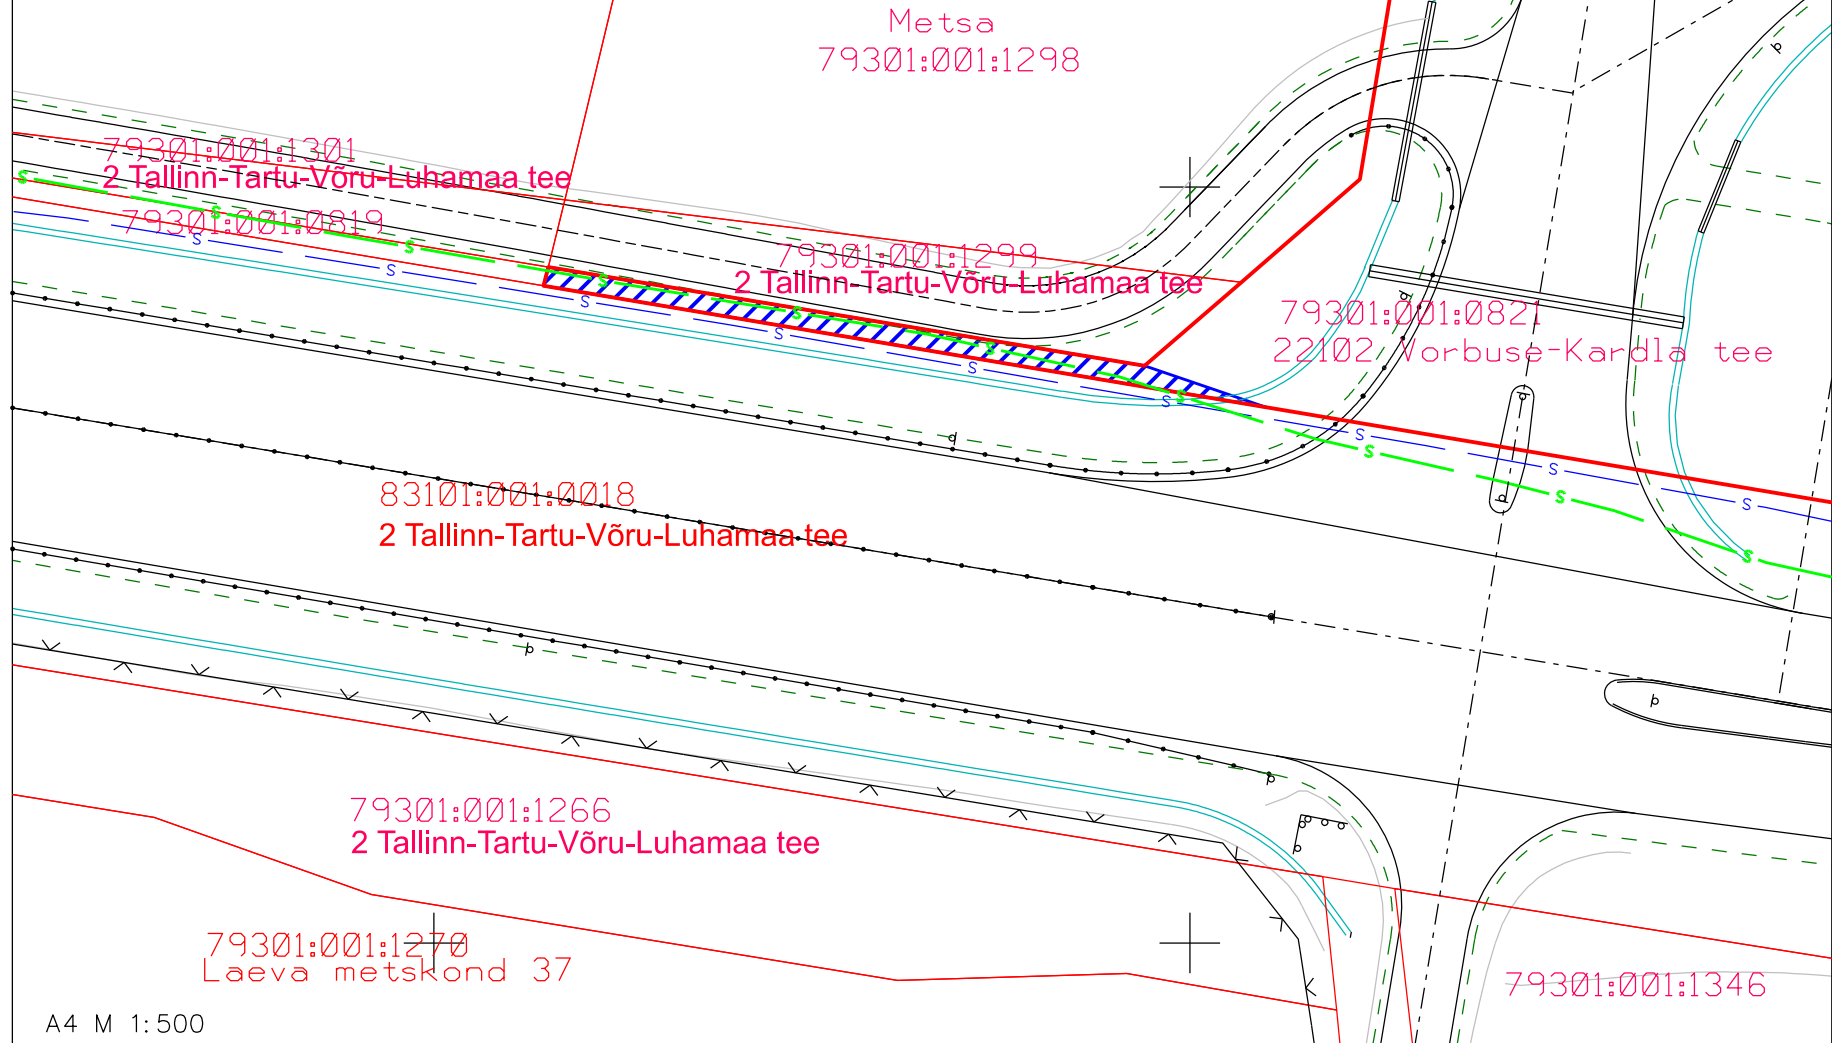 Metsa
79301:001:1298
79301:001:1301
2 Tallinn-Tartu-Võru-Luhamaa tee
79301:001:0819
79301:001:1299
2 Tallinn-Tartu-Võru-Luhamaa tee
79301:001:0821
22102 Vorbuse-Kardla tee
83101:001:0018
2 Tallinn-Tartu-Võru-Luhamaa tee
79301:001:1266
2 Tallinn-Tartu-Võru-Luhamaa tee
79301:001:1270
Laeva metskond 37
79301:001:1346
A4 M 1:500